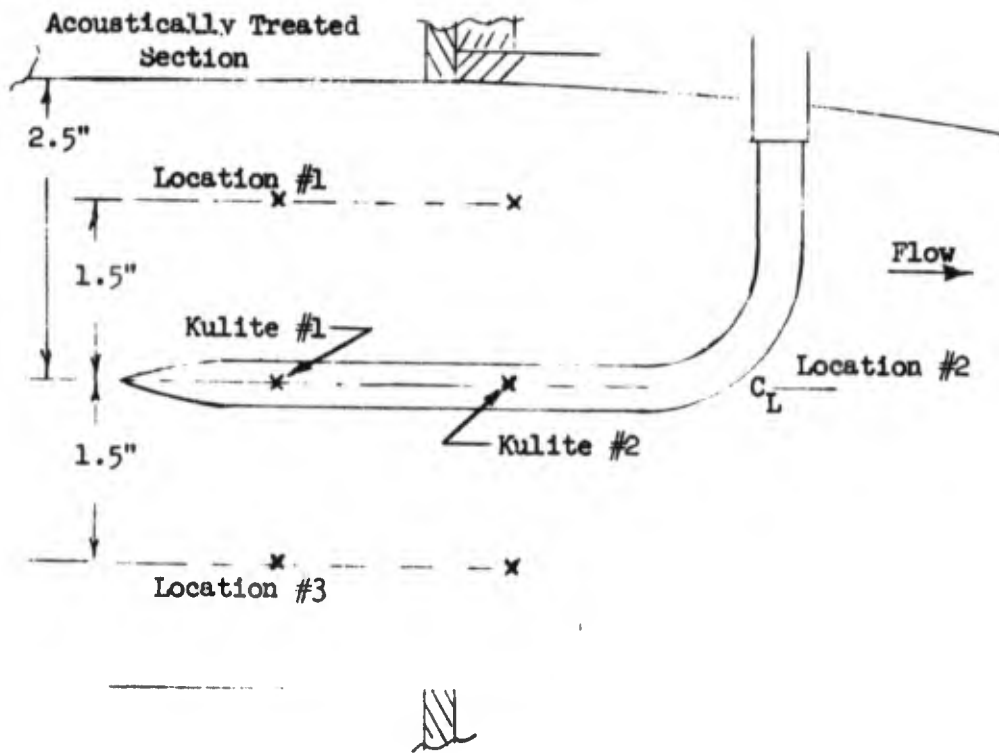 Acoustically Treated
Section
2.5"
Location #1
1.5"
Flow
Kulite #1
Location #2
C_L
1.5"
Kulite #2
Location #3